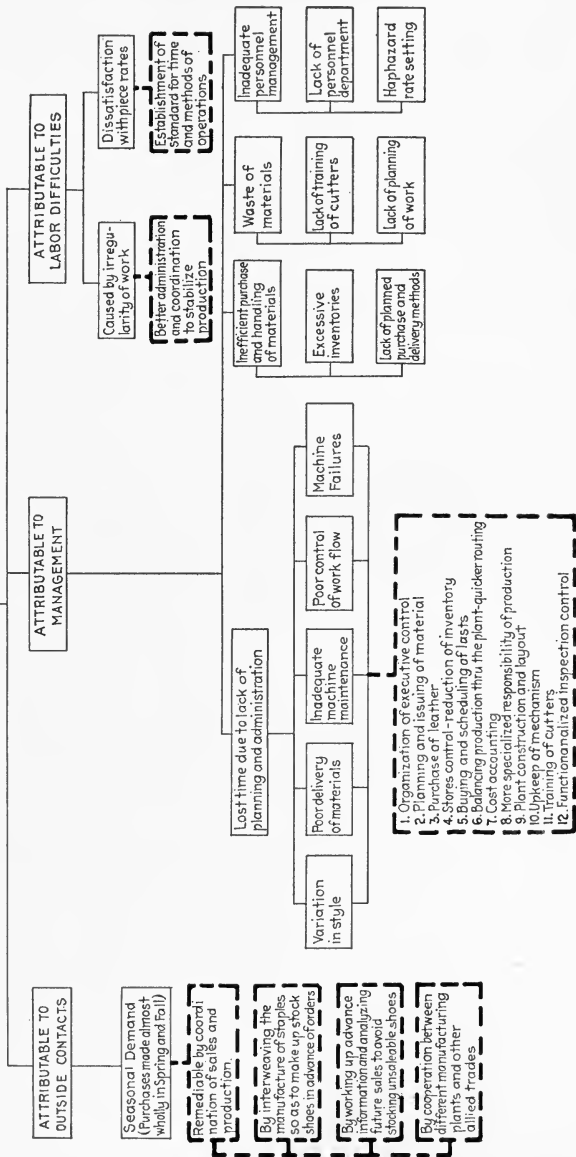 ATTRIBUTABLE TO
OUTSIDE CONTACTS
Seasonal Demand
(Purchases made almost
wholly in Spring and Fall)
Remediable by coordi
nation of sales and
production.
By interweaving the
manufacture of staples
so as to make up stock
shoes in advance of orders
By working up advance
information and analyzing
future sales to avoid
stocking unsaleable shoes
By cooperation between
different manufacturing
plants and other
allied trades
ATTRIBUTABLE TO
MANAGEMENT
Lost time due to lack of
planning and administration
Variation
in style
Poor delivery
of materials
Inadequate
machine
maintenance
Poor control
of work flow
Machine
Failures
1. Organization of executive control
2. Planning and issuing of material
3. Purchase of leather
4. Stores control-reduction of inventory
5. Buying and scheduling of lasts
6. Balancing production thru the plant-quicker routing
7. Cost accounting
8. More specialized responsibility of production
9. Plant construction and layout
10. Upkeep of mechanism
11. Training of cutters
12. Functionalized inspection control
Inefficient purchase
and handling
of materials
Excessive
inventories
Lack of planned
purchase and
delivery methods
Waste of
materials
Lack of training
of cutters
Lack of planning
of work
Inadequate
personnel
management
Lack of
personnel
department
Haphazard
rate setting
ATTRIBUTABLE TO
LABOR DIFFICULTIES
Caused by irregu-
larity of work
Better administration
and coordination
to stabilize
production
Dissatisfaction
with piece rates
Establishment of
standard for time
and methods of
operations